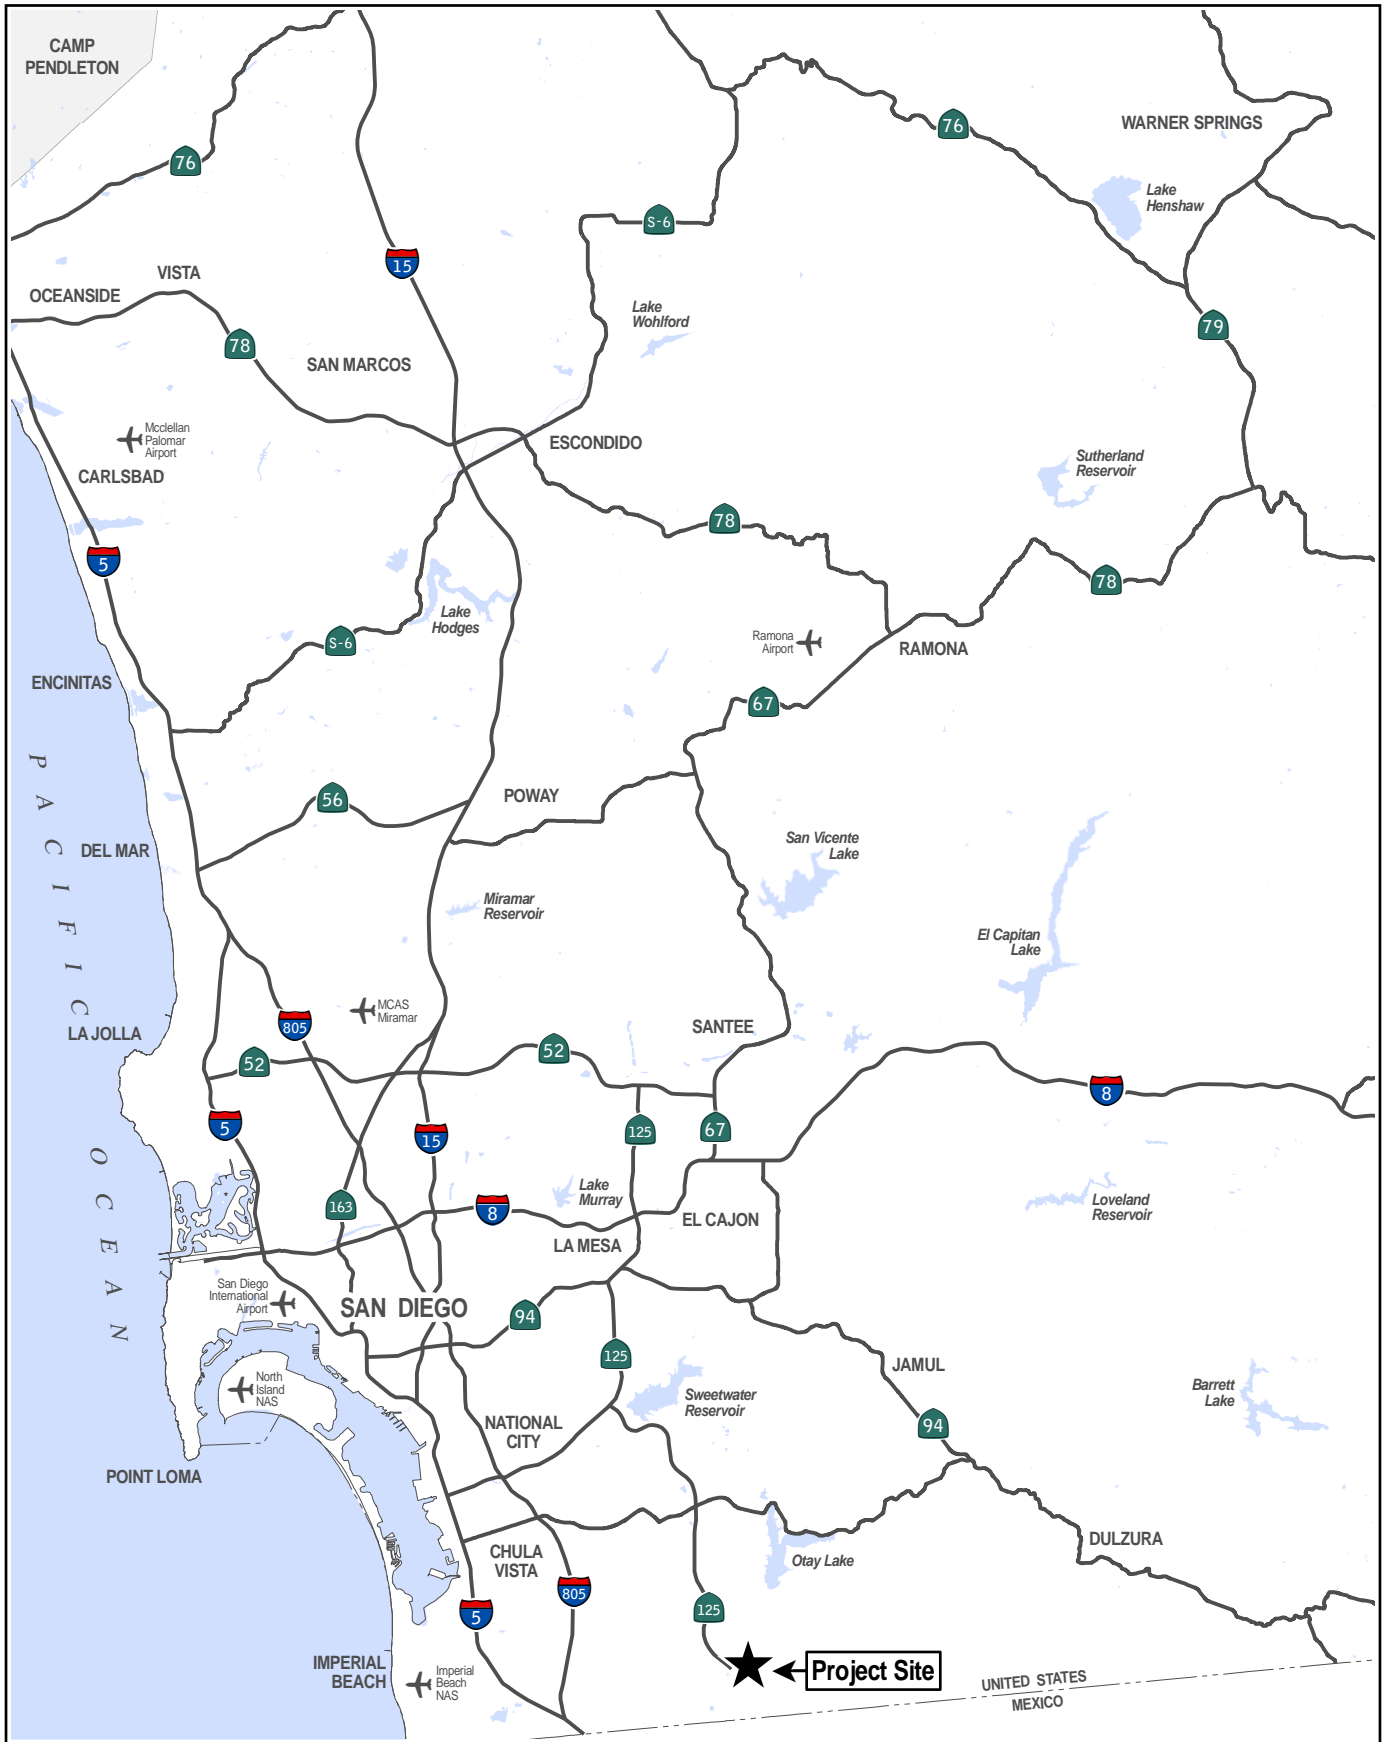 CAMP
PENDLETON
76
76
WARNER SPRINGS
Lake
Henshaw
S-6
15
VISTA
OCEANSIDE
Lake
Wohlford
79
78
SAN MARCOS
Mcclellan
Palomar
Airport
ESCONDIDO
CARLSBAD
Sutherland
Reservoir
78
5
78
Lake
Hodges
S-6
Ramona
Airport
RAMONA
ENCINITAS
67
PACIFIC
OCEAN
56
POWAY
DEL MAR
San Vicente
Lake
Miramar
Reservoir
El Capitan
Lake
MCAS
Miramar
805
LA JOLLA
SANTEE
52
52
8
5
15
125
67
163
Lake
Murray
8
EL CAJON
Loveland
Reservoir
LA MESA
San Diego
International
Airport
SAN DIEGO
94
125
JAMUL
North
Island
NAS
Sweetwater
Reservoir
Barrett
Lake
NATIONAL
CITY
94
POINT LOMA
CHULA
VISTA
Otay Lake
DULZURA
805
5
125
IMPERIAL
BEACH
Imperial
Beach
NAS
Project Site
UNITED STATES
MEXICO